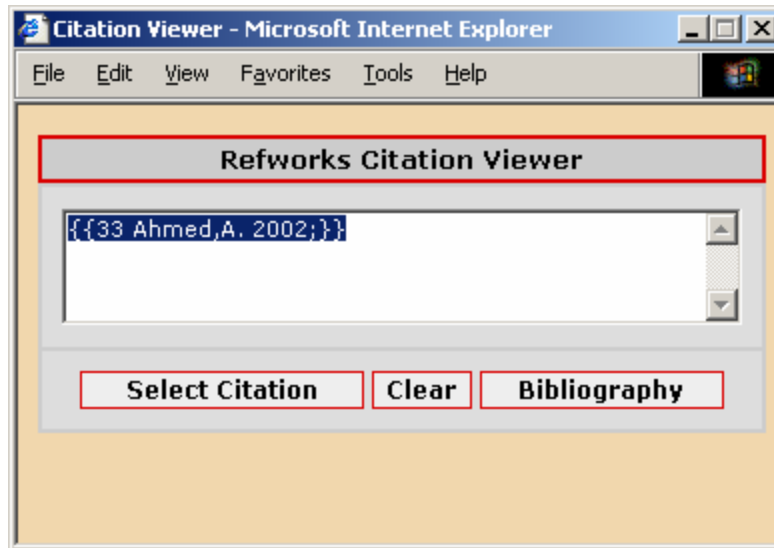 Citation Viewer - Microsoft Internet Explorer
File Edit View Favorites Tools Help
Refworks Citation Viewer
{{33 Ahmed,A. 2002;}}
Select Citation Clear Bibliography